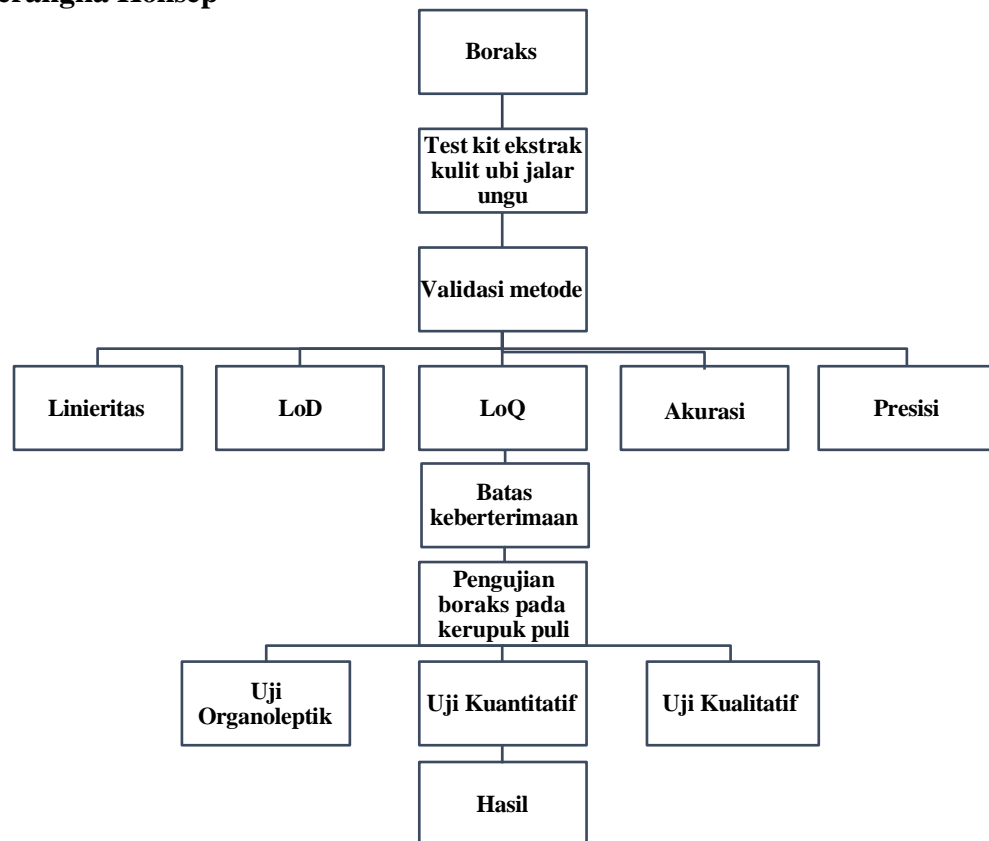 Konsep
Boraks
Test kit ekstrak
kulit ubi jalar
ungu
Validasi metode
Linieritas
LoD
LoQ
Akurasi
Presisi
Batas
keberterimaan
Pengujian
boraks pada
kerupuk puli
Uji
Organoleptik
Uji Kuantitatif
Uji Kualitatif
Hasil